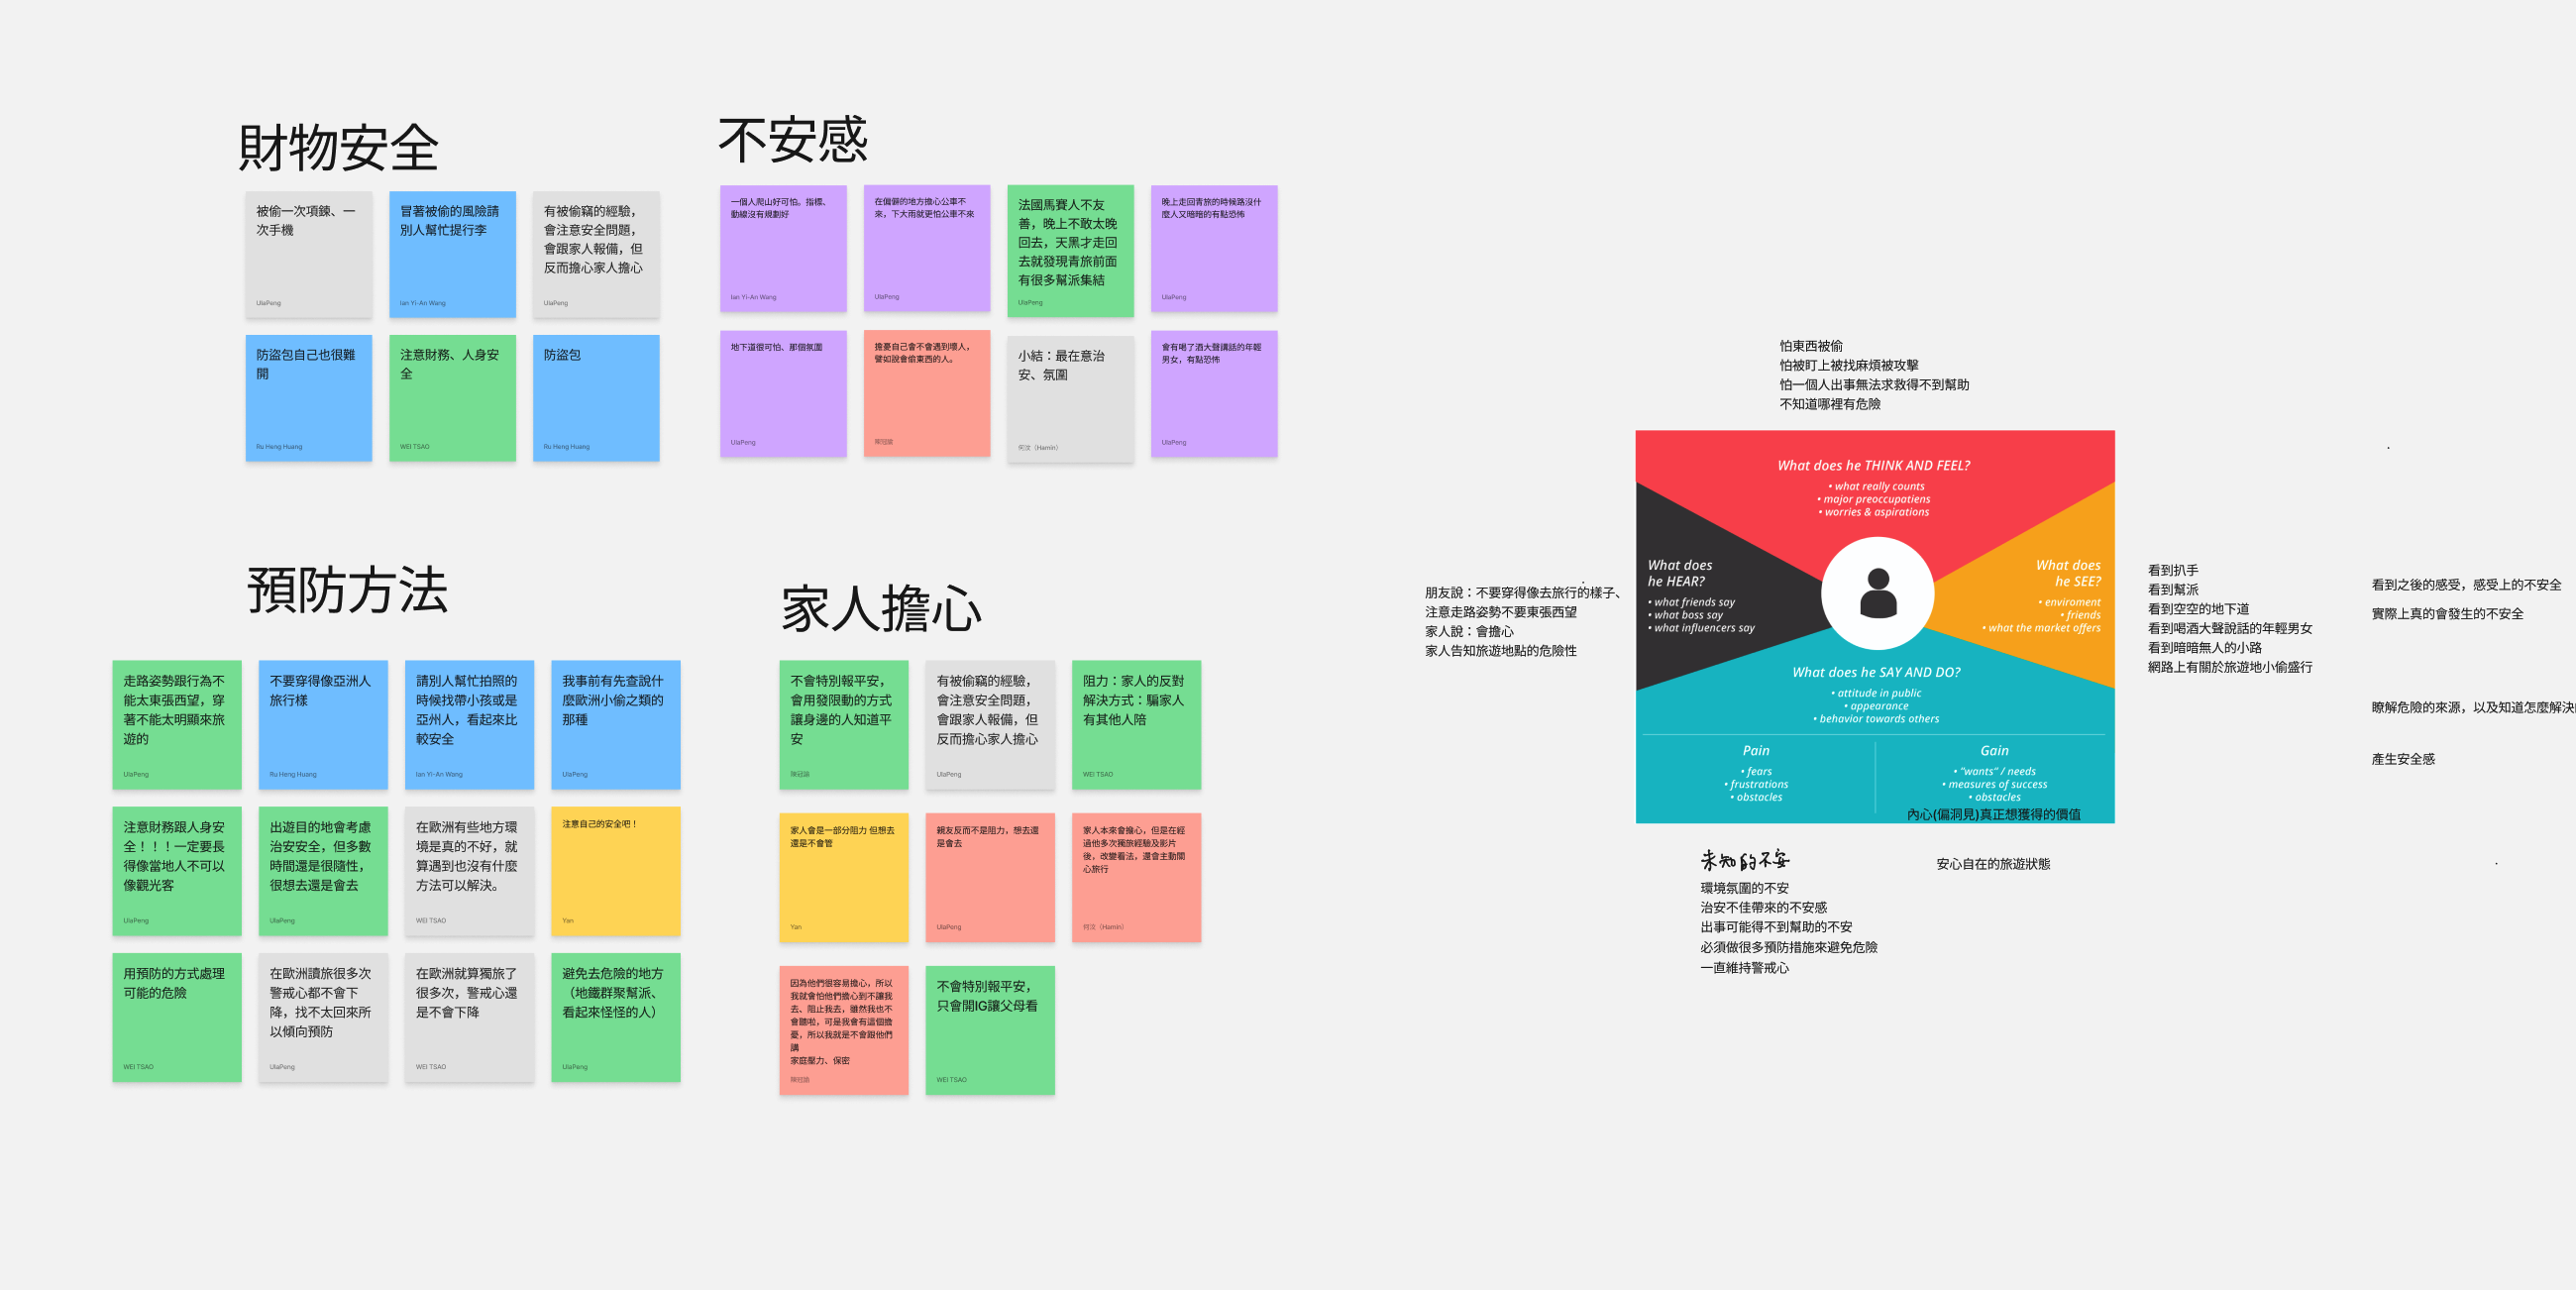 財物安全
被偷一次項鍊、一
次手機
UlaPeng
冒著被偷的風險請
別人幫忙提行李
Ian Yi-An Wang
有被偷竊的經驗，
會注意安全問題，
會跟家人報備，但
反而擔心家人擔心
UlaPeng
防盜包自己也很難
開
Ru Heng Huang
注意財務、人身安
全
WEI TSAO
防盜包
Ru Heng Huang
不安感
一個人爬山好可怕。指標、
動線沒有規劃好
Ian Yi-An Wang
在偏僻的地方擔心公車不
來，下大雨就更怕公車不來
UlaPeng
法國馬賽人不友
善，晚上不敢太晚
回去，天黑才走回
去就發現青旅前面
有很多幫派集結
UlaPeng
晚上走回青旅的時候路沒什
麼人又暗暗的有點恐怖
UlaPeng
地下道很可怕、那個氛圍
UlaPeng
擔憂自己會不會遇到壞人，
譬如說會偷東西的人。
小結：最在意治
安、氛圍
何汶（Hamin）
會有喝了酒大聲講話的年輕
男女，有點恐怖
UlaPeng
預防方法
走路姿勢跟行為不
能太東張西望，穿
著不能太明顯來旅
遊的
UlaPeng
不要穿得像亞洲人
旅行樣
Ru Heng Huang
請別人幫忙拍照的
時候找帶小孩或是
亞州人，看起來比
較安全
Ian Yi-An Wang
我事前有先查說什
麼歐洲小偷之類的
那種
UlaPeng
注意財務跟人身安
全！！！一定要長
得像當地人不可以
像觀光客
UlaPeng
出遊目的地會考慮
治安安全，但多數
時間還是很隨性，
很想去還是會去
UlaPeng
在歐洲有些地方環
境是真的不好，就
算遇到也沒有什麼
方法可以解決。
WEI TSAO
注意自己的安全吧！
Yan
用預防的方式處理
可能的危險
WEI TSAO
在歐洲讀旅很多次
警戒心都不會下
降，找不太回來所
以傾向預防
UlaPeng
在歐洲就算獨旅了
很多次，警戒心還
是不會下降
WEI TSAO
避免去危險的地方
（地鐵群聚幫派、
看起來怪怪的人）
UlaPeng
家人擔心
不會特別報平安，
會用發限動的方式
讓身邊的人知道平
安
有被偷竊的經驗，
會注意安全問題，
會跟家人報備，但
反而擔心家人擔心
UlaPeng
阻力：家人的反對
解決方式：騙家人
有其他人陪
WEI TSAO
家人會是一部分阻力 但想去
還是不會管
Yan
親友反而不是阻力，想去還
是會去
UlaPeng
家人本來會擔心，但是在經
過他多次獨旅經驗及影片
後，改變看法，還會主動關
心旅行
何汶（Hamin）
因為他們很容易擔心，所以
我就會怕他們擔心到不讓我
去、阻止我去，雖然我也不
會聽啦，可是我會有這個擔
憂，所以我就是不會跟他們
講
家庭壓力、保密
不會特別報平安，
只會開IG讓父母看
WEI TSAO
怕東西被偷
怕被盯上被找麻煩被攻擊
怕一個人出事無法求救得不到幫助
不知道哪裡有危險
What does he THINK AND FEEL?
• what really counts
• major preoccupatiens
• worries & aspirations
朋友說：不要穿得像去旅行的樣子、
注意走路姿勢不要東張西望
家人說：會擔心
家人告知旅遊地點的危險性
What does
he HEAR?
• what friends say
• what boss say
• what influencers say
What does
he SEE?
• enviroment
• friends
• what the market offers
看到扒手
看到幫派
看到空空的地下道
看到喝酒大聲說話的年輕男女
看到暗暗無人的小路
網路上有關於旅遊地小偷盛行
看到之後的感受，感受上的不安全
實際上真的會發生的不安全
瞭解危險的來源，以及知道怎麼解決
產生安全感
What does he SAY AND DO?
• attitude in public
• appearance
• behavior towards others
Pain
• fears
• frustrations
• obstacles
Gain
• "wants" / needs
• measures of success
• obstacles
內心(偏洞見)真正想獲得的價值
未知的不安
環境氛圍的不安
治安不佳帶來的不安感
出事可能得不到幫助的不安
必須做很多預防措施來避免危險
一直維持警戒心
安心自在的旅遊狀態